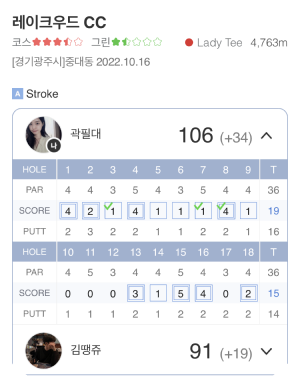 레이크우드 CC
코스 그린 Lady Tee 4,763m
[경기광주시]중대동 2022.10.16
A Stroke
나 곽필대 106 (+34)
HOLE 1 2 3 4 5 6 7 8 9 T
PAR 4 4 3 5 4 3 5 4 4 36
SCORE 4 2 1 4 1 1 1 4 1 19
PUTT 2 3 2 2 1 1 2 2 1 16
HOLE 10 11 12 13 14 15 16 17 18 T
PAR 4 5 3 4 4 5 4 3 4 36
SCORE 0 0 0 3 1 5 4 0 2 15
PUTT 1 1 1 2 1 2 2 2 2 14
김땡쥬 91 (+19)